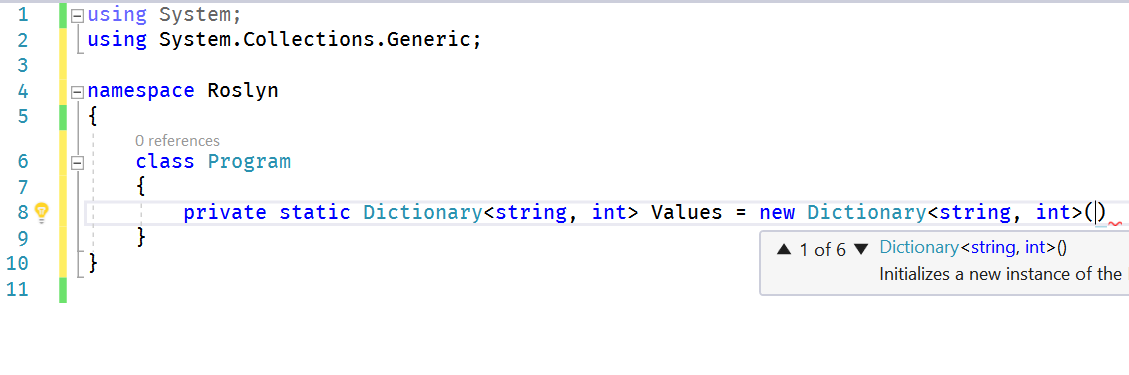 1 using System;
2 using System.Collections.Generic;
3
4 namespace Roslyn
5 {
0 references
6 class Program
7 {
8 private static Dictionary<string, int> Values = new Dictionary<string, int>()
9 }
▲ 1 of 6 ▼ Dictionary<string, int>()
10 }
Initializes a new instance of the
11